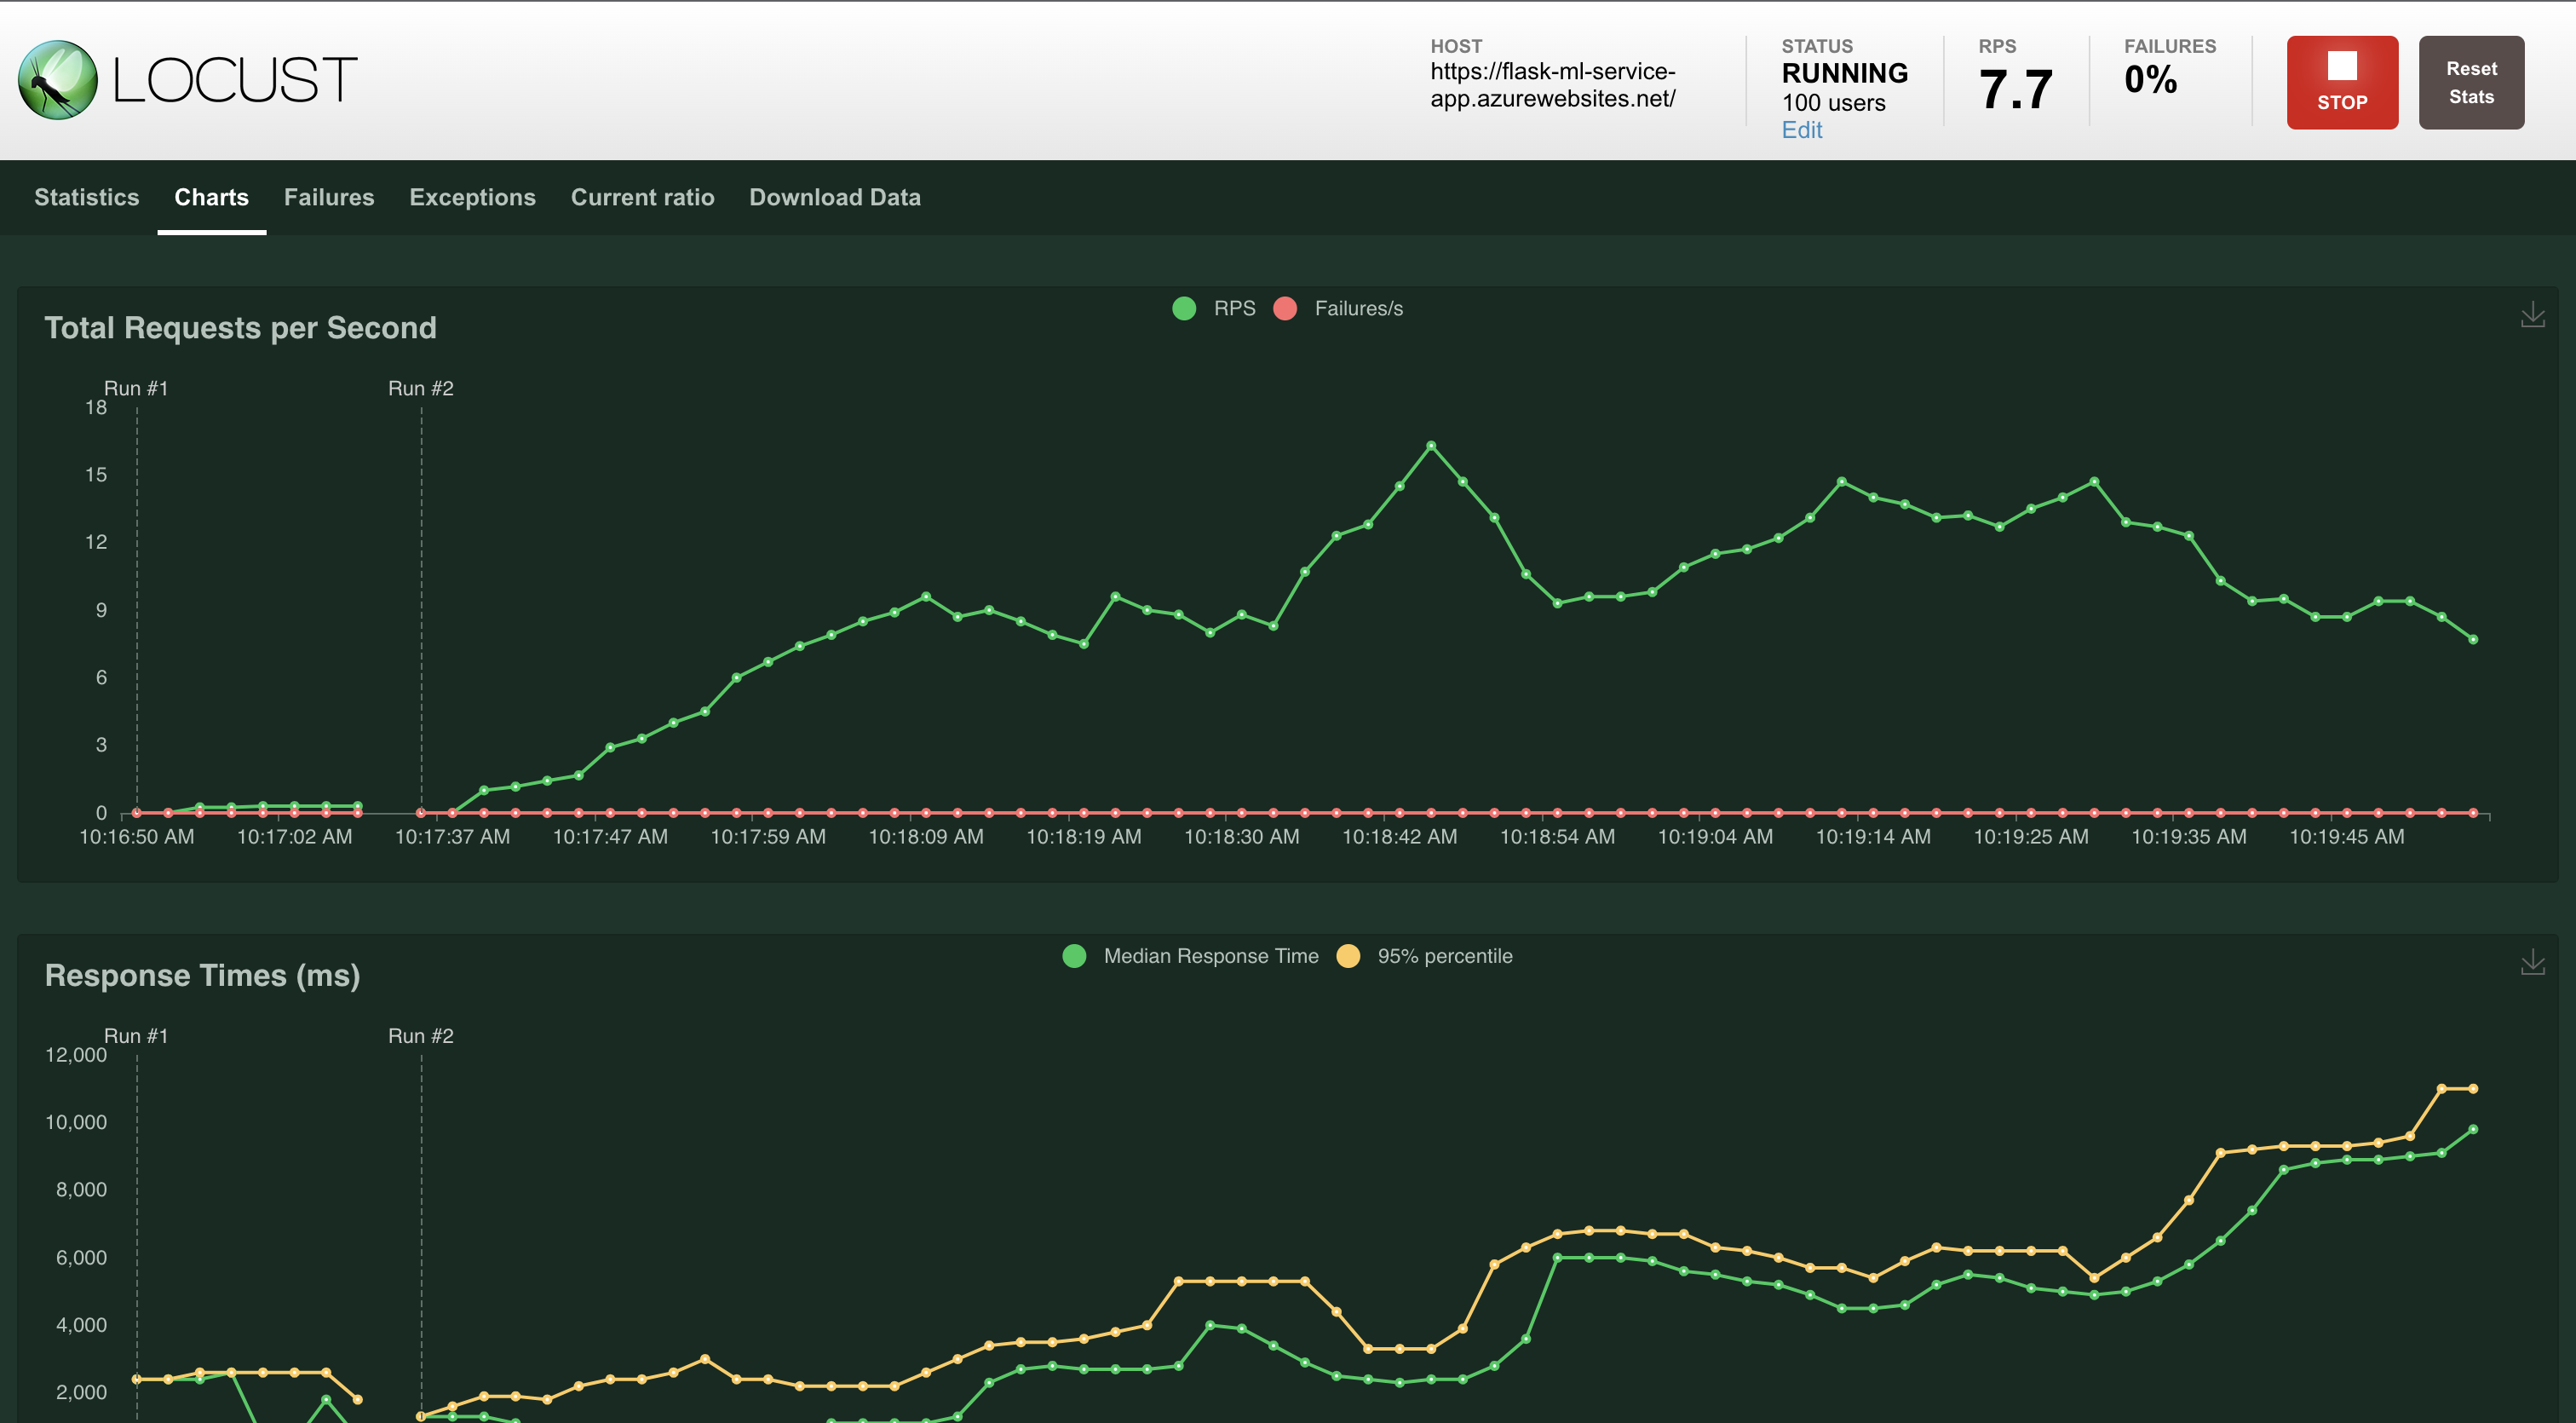 LOCUST
HOST
https://flask-ml-service-
app.azurewebsites.net/
STATUS
RUNNING
100 users
Edit
RPS
7.7
FAILURES
0%
STOP
Reset
Stats
Statistics Charts Failures Exceptions Current ratio Download Data
RPS Failures/s
Total Requests per Second
Run #1 Run #2
18
15
12
9
6
3
0
10:16:50 AM 10:17:02 AM 10:17:37 AM 10:17:47 AM 10:17:59 AM 10:18:09 AM 10:18:19 AM 10:18:30 AM 10:18:42 AM 10:18:54 AM 10:19:04 AM 10:19:14 AM 10:19:25 AM 10:19:35 AM 10:19:45 AM
Median Response Time 95% percentile
Response Times (ms)
Run #1 Run #2
12,000
10,000
8,000
6,000
4,000
2,000